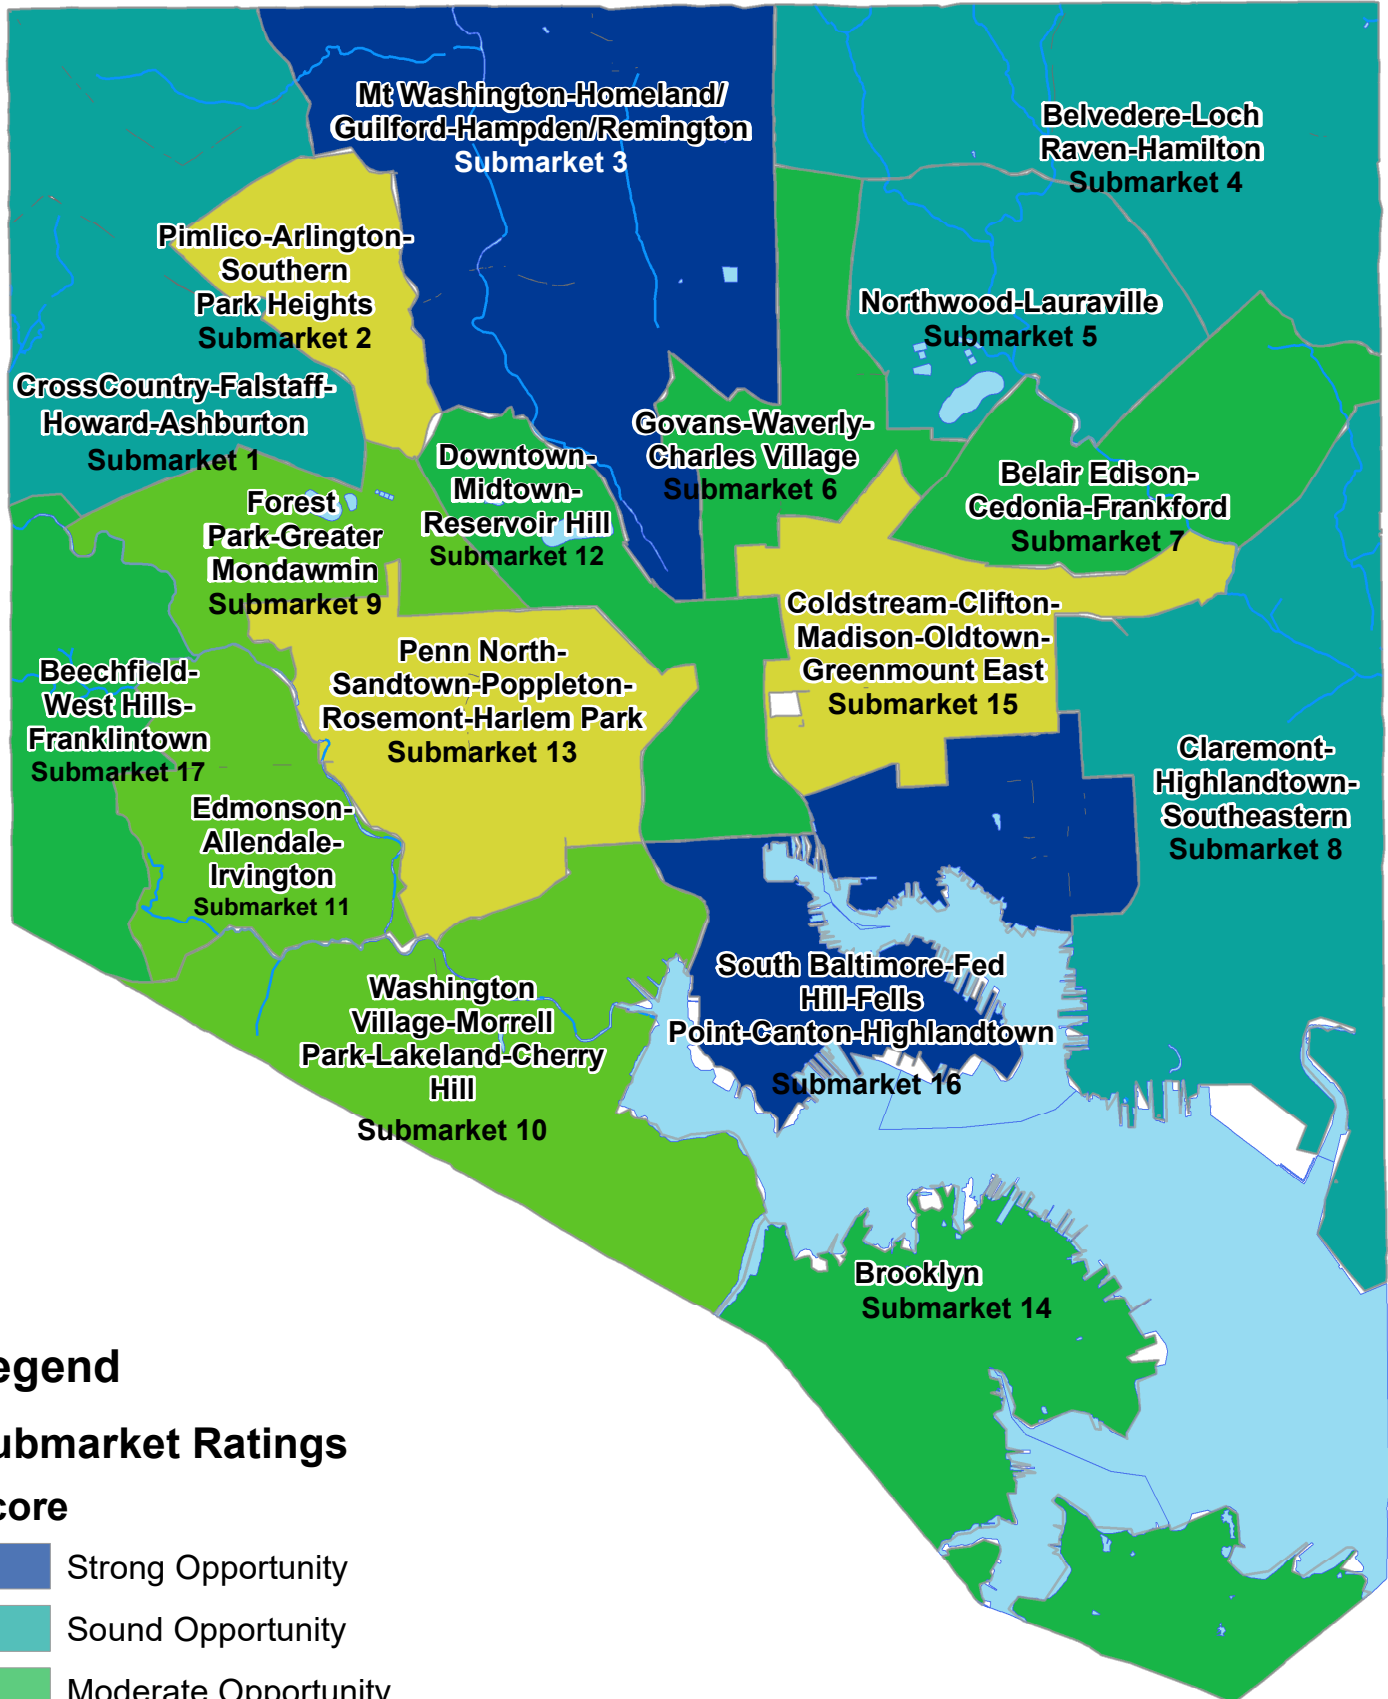 Mt Washington-Homeland/
Guilford-Hampden/Remington
Submarket 3
Belvedere-Loch
Raven-Hamilton
Submarket 4
Pimlico-Arlington-
Southern
Park Heights
Submarket 2
Northwood-Lauraville
Submarket 5
CrossCountry-Falstaff-
Howard-Ashburton
Submarket 1
Govans-Waverly-
Charles Village
Submarket 6
Downtown-
Midtown-
Reservoir Hill
Submarket 12
Belair Edison-
Cedonia-Frankford
Submarket 7
Forest
Park-Greater
Mondawmin
Submarket 9
Coldstream-Clifton-
Madison-Oldtown-
Greenmount East
Submarket 15
Penn North-
Sandtown-Poppleton-
Rosemont-Harlem Park
Submarket 13
Beechfield-
West Hills-
Franklintown
Submarket 17
Claremont-
Highlandtown-
Southeastern
Submarket 8
Edmonson-
Allendale-
Irvington
Submarket 11
South Baltimore-Fed
Hill-Fells
Point-Canton-Highlandtown
Submarket 16
Washington
Village-Morrell
Park-Lakeland-Cherry
Hill
Submarket 10
Brooklyn
Submarket 14
egend
ubmarket Ratings
core
Strong Opportunity
Sound Opportunity
Moderate Opportunity